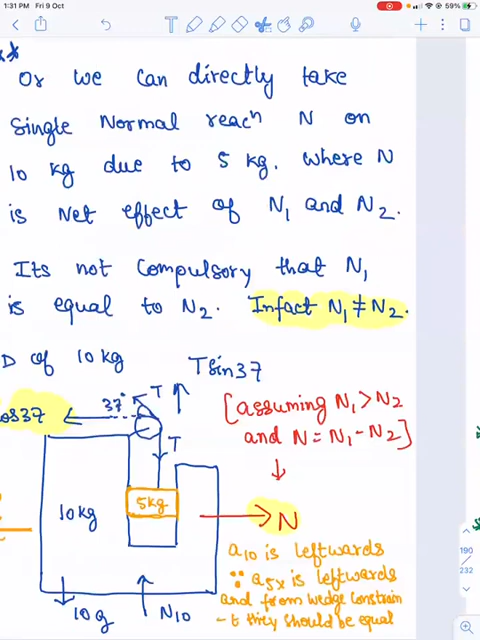 1:31 PM Fri 9 Oct
59%
Or we can directly take
Single Normal reacⁿ N on
10 kg due to 5 kg. Where N
is Net effect of N1 and N2.
Its not Compulsory that N1
is equal to N2. Infact N1 ≠ N2.
D of 10 kg
Tsin37
os37
37°
T
T
[assuming N1 > N2
and N = N1 - N2]
5kg
10kg
N
a10 is leftwards
∵ a5x is leftwards
and from wedge constrain
-t they should be equal
10g
N10
190
232